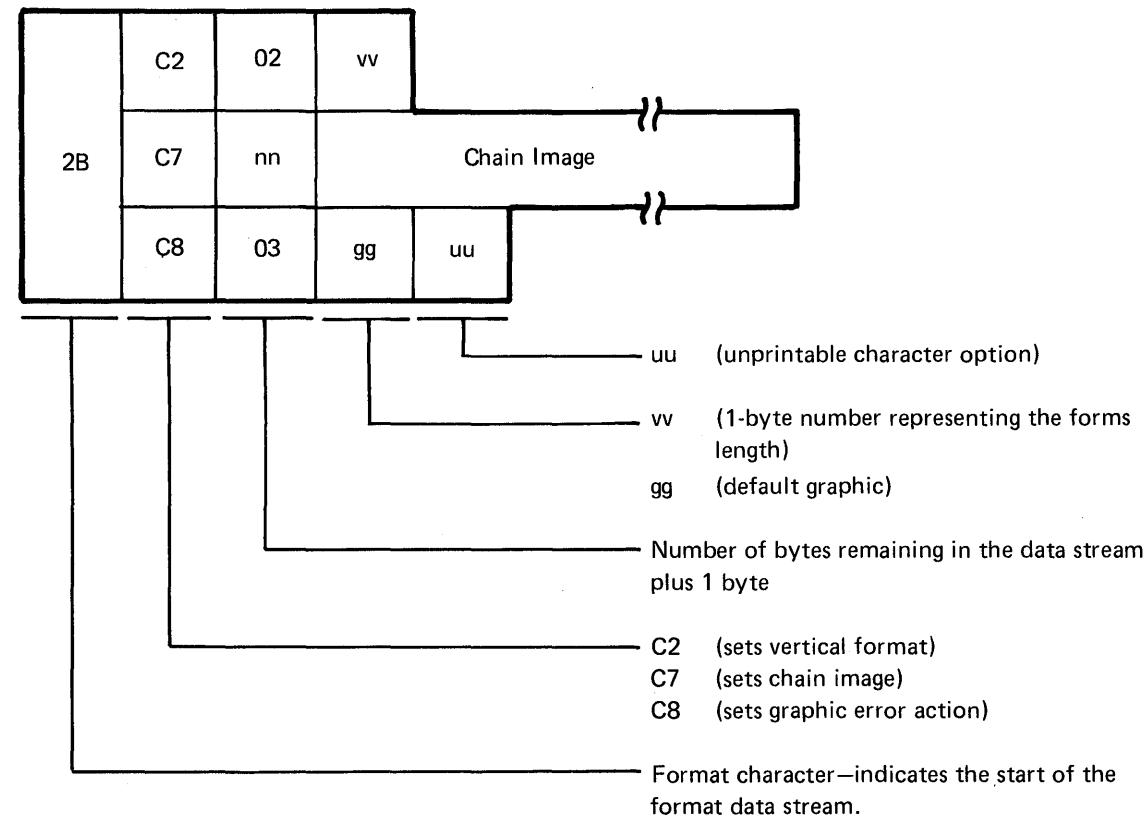 C2 02 vv
2B C7 nn Chain Image
C8 03 gg uu
uu (unprintable character option)
vv (1-byte number representing the forms
length)
gg (default graphic)
Number of bytes remaining in the data stream
plus 1 byte
C2 (sets vertical format)
C7 (sets chain image)
C8 (sets graphic error action)
Format character—indicates the start of the
format data stream.